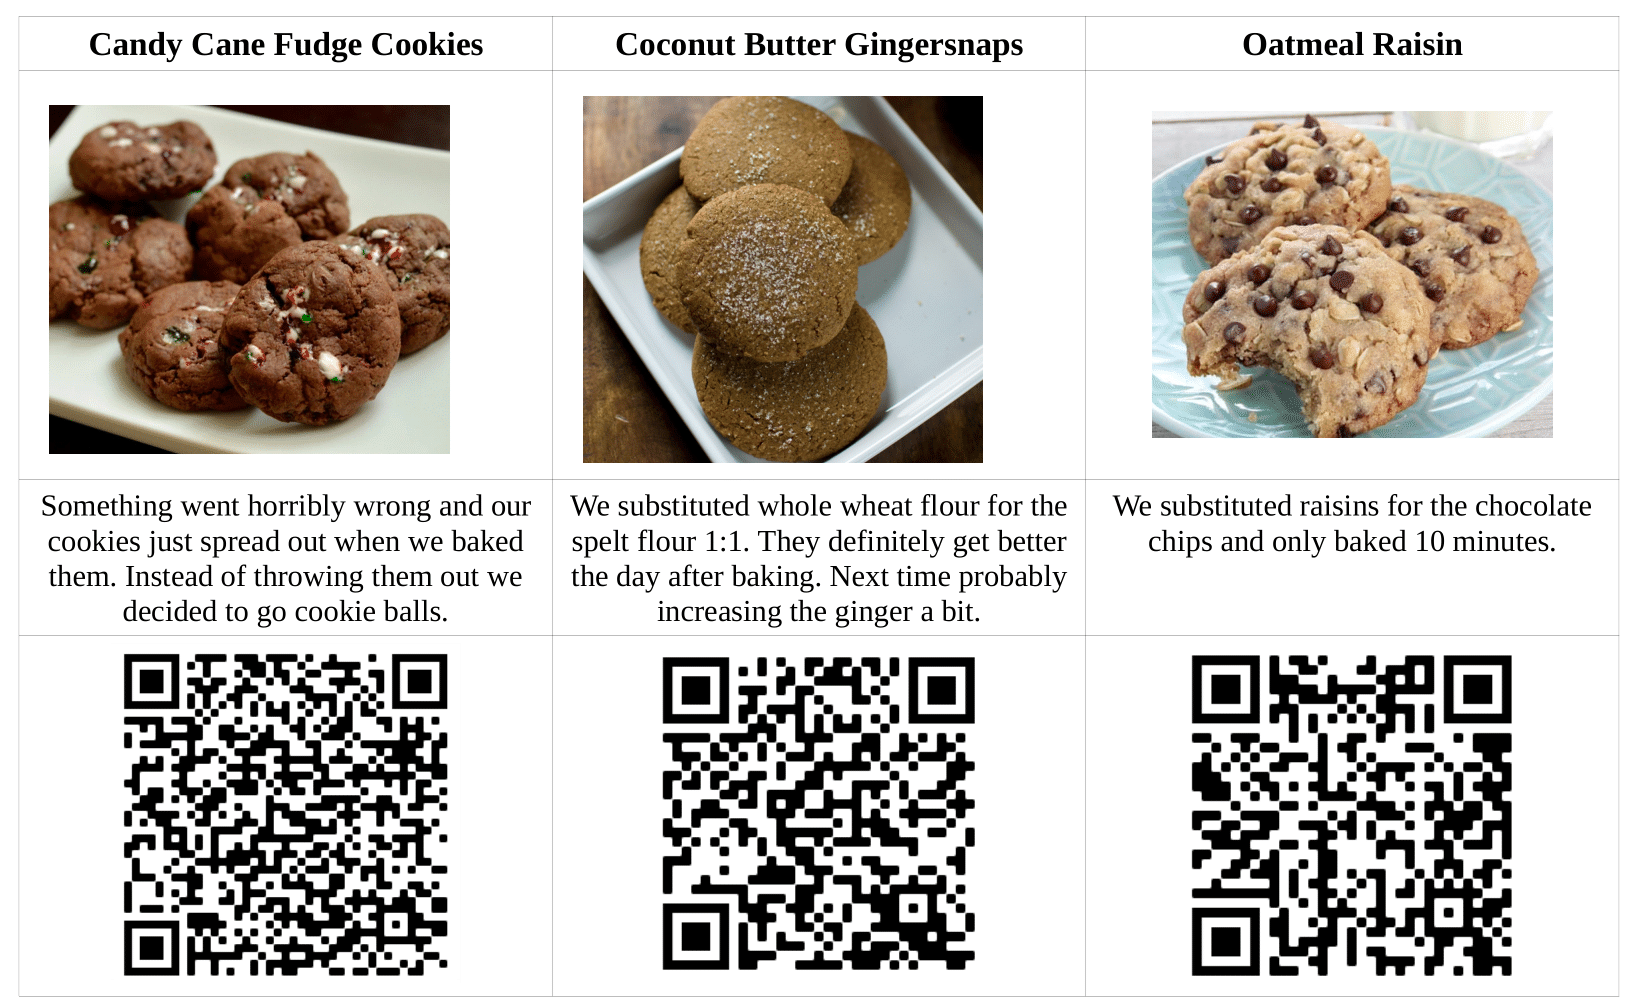 Candy Cane Fudge Cookies
Coconut Butter Gingersnaps
Oatmeal Raisin
Something went horribly wrong and our
cookies just spread out when we baked
them. Instead of throwing them out we
decided to go cookie balls.
We substituted whole wheat flour for the
spelt flour 1:1. They definitely get better
the day after baking. Next time probably
increasing the ginger a bit.
We substituted raisins for the chocolate
chips and only baked 10 minutes.